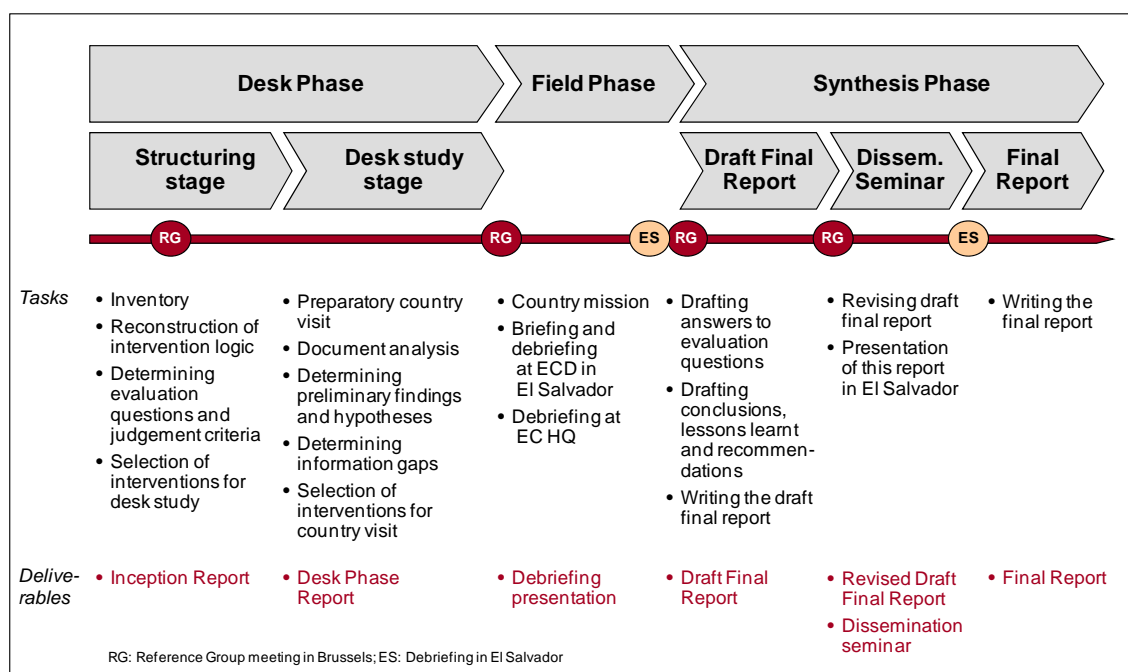 Desk Phase
Field Phase
Synthesis Phase
Structuring
stage
Desk study
stage
Draft Final
Report
Dissem.
Seminar
Final
Report
RG
RG
ES
RG
RG
ES
Tasks
• Inventory
• Reconstruction of
intervention logic
• Determining
evaluation
questions and
judgement criteria
• Selection of
interventions for
desk study
• Preparatory country
visit
• Document analysis
• Determining
preliminary findings
and hypotheses
• Determining
information gaps
• Selection of
interventions for
country visit
• Country mission
• Briefing and
debriefing
at ECD in
El Salvador
• Debriefing at
EC HQ
• Drafting
answers to
evaluation
questions
• Drafting
conclusions,
lessons learnt
and recommen-
dations
• Writing the draft
final report
• Revising draft
final report
• Presentation
of this report
in El Salvador
• Writing the
final report
Delive-
rables
• Inception Report
• Desk Phase
Report
• Debriefing
presentation
• Draft Final
Report
• Revised Draft
Final Report
• Dissemination
seminar
• Final Report
RG: Reference Group meeting in Brussels; ES: Debriefing in El Salvador